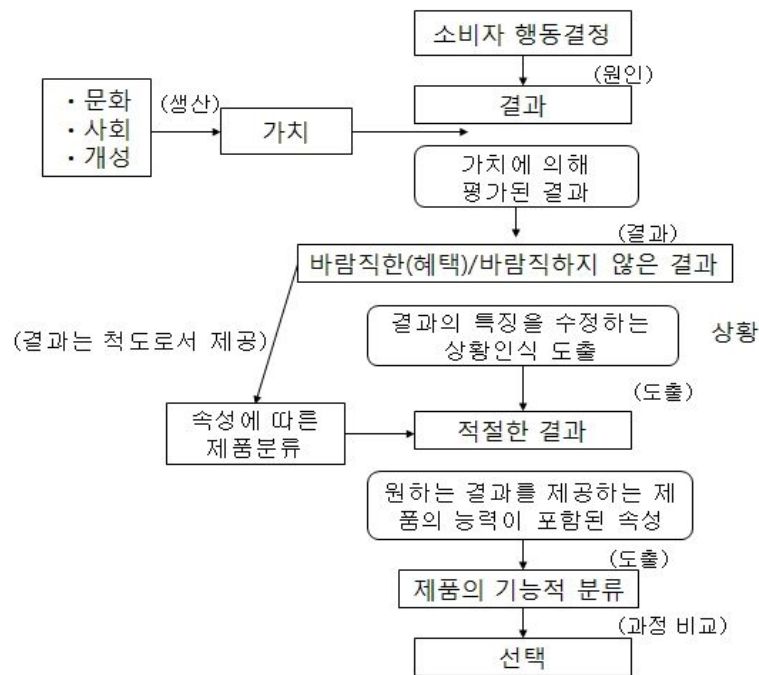 소비자 행동결정
(원인)
결과
· 문화
· 사회
· 개성
(생산)
가치
가치에 의해
평가된 결과
(결과)
바람직한(혜택)/바람직하지 않은 결과
(결과는 척도로서 제공)
결과의 특징을 수정하는
상황인식 도출
상황
(도출)
속성에 따른
제품분류
적절한 결과
원하는 결과를 제공하는 제
품의 능력이 포함된 속성
(도출)
제품의 기능적 분류
(과정 비교)
선택